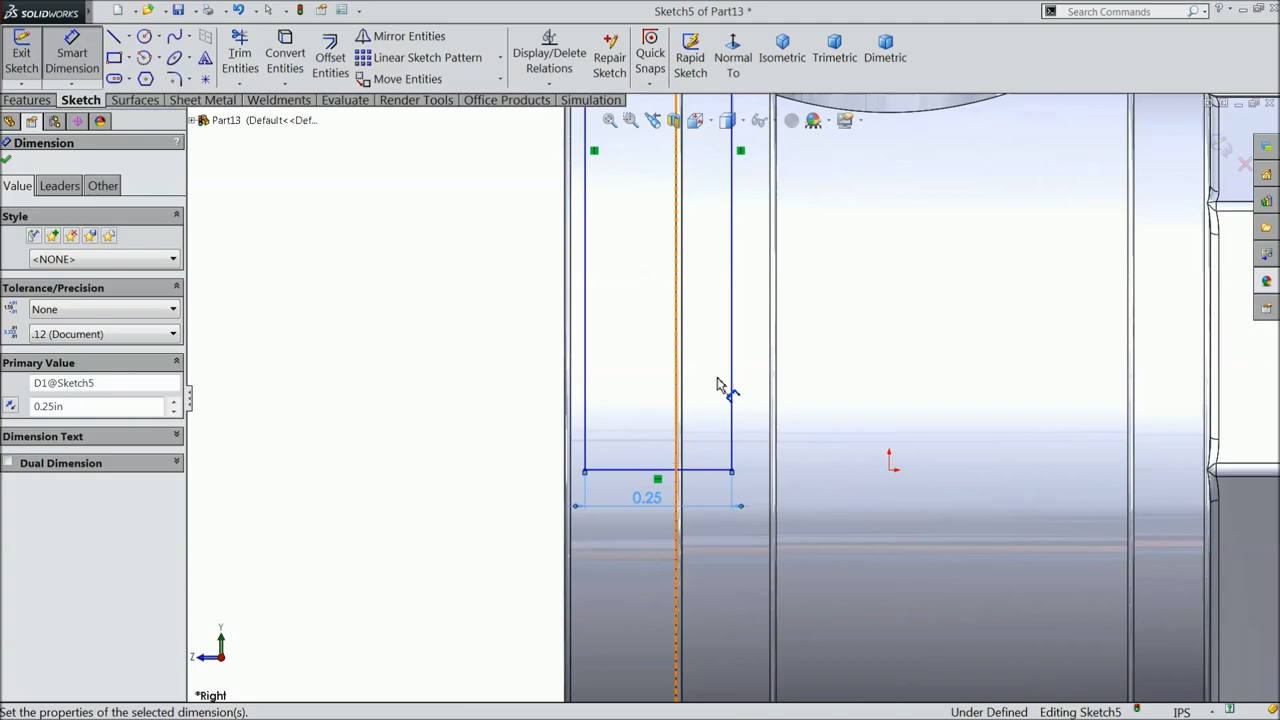 SOLIDWORKS
Sketch5 of Part13 *
Search Commands
Exit Sketch
Smart Dimension
Trim Entities
Convert Entities
Offset Entities
Mirror Entities
Linear Sketch Pattern
Move Entities
Display/Delete Relations
Repair Sketch
Quick Snaps
Rapid Sketch
Normal To
Isometric
Trimetric
Dimetric
Features
Sketch
Surfaces
Sheet Metal
Weldments
Evaluate
Render Tools
Office Products
Simulation
Part13 (Default<<Def...
Dimension
Value
Leaders
Other
Style
<NONE>
Tolerance/Precision
None
.12 (Document)
Primary Value
D1@Sketch5
0.25in
Dimension Text
Dual Dimension
0.25
Y
Z
*Right
Set the properties of the selected dimension(s).
Under Defined
Editing Sketch5
IPS